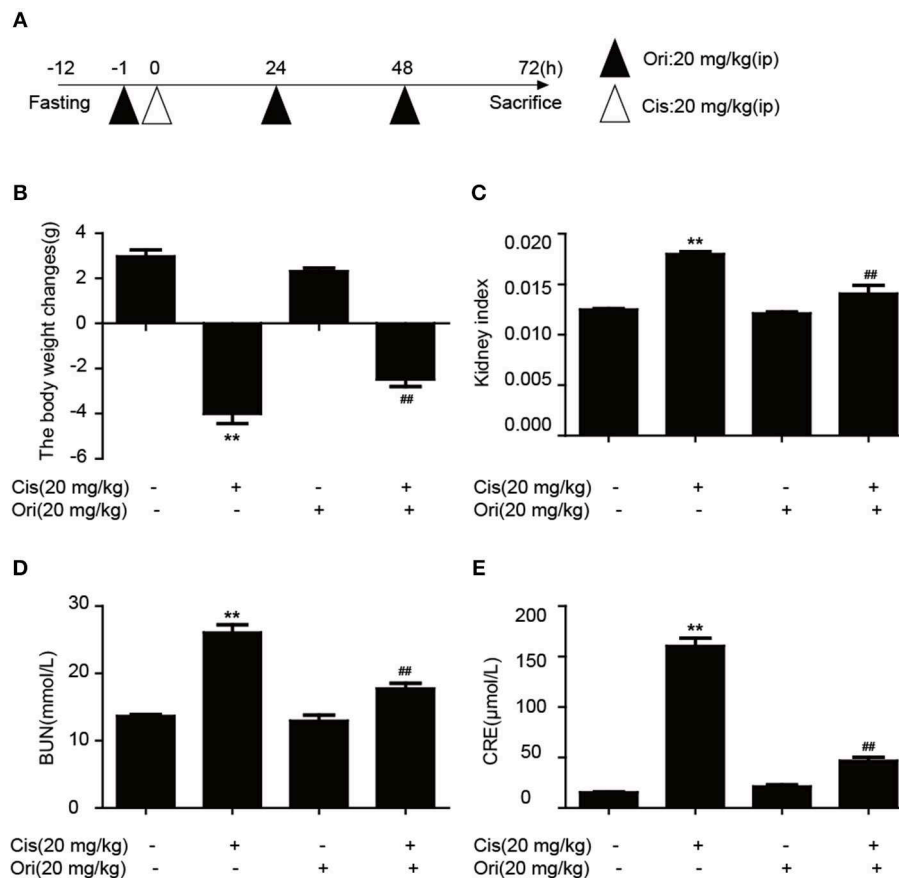 A
-12 -1 0 24 48 72(h)
Fasting Sacrifice
Ori:20 mg/kg(ip)
Cis:20 mg/kg(ip)
B
The body weight changes(g)
4
2
0
-2
-4
-6
** ##
Cis(20 mg/kg) - + - +
Ori(20 mg/kg) - - + +
C
Kidney index
0.020
0.015
0.010
0.005
0.000
** ##
Cis(20 mg/kg) - + - +
Ori(20 mg/kg) - - + +
D
BUN(mmol/L)
30
20
10
0
** ##
Cis(20 mg/kg) - + - +
Ori(20 mg/kg) - - + +
E
CRE(μmol/L)
200
150
100
50
0
** ##
Cis(20 mg/kg) - + - +
Ori(20 mg/kg) - - + +